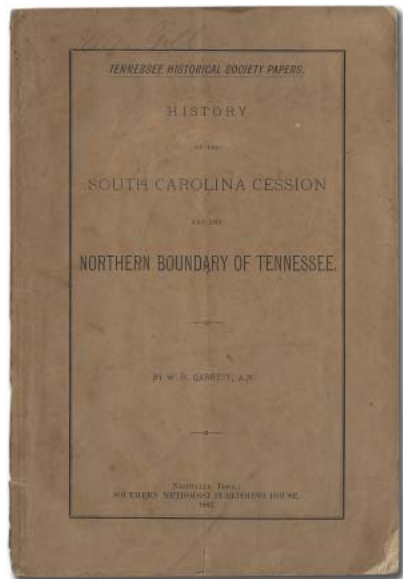 TENNESSEE HISTORICAL SOCIETY PAPERS.
HISTORY
OF THE
SOUTH CAROLINA CESSION
AND THE
NORTHERN BOUNDARY OF TENNESSEE.
BY W. R. GARRETT, A.M.
NASHVILLE, TENN.:
SOUTHERN METHODIST PUBLISHING HOUSE.